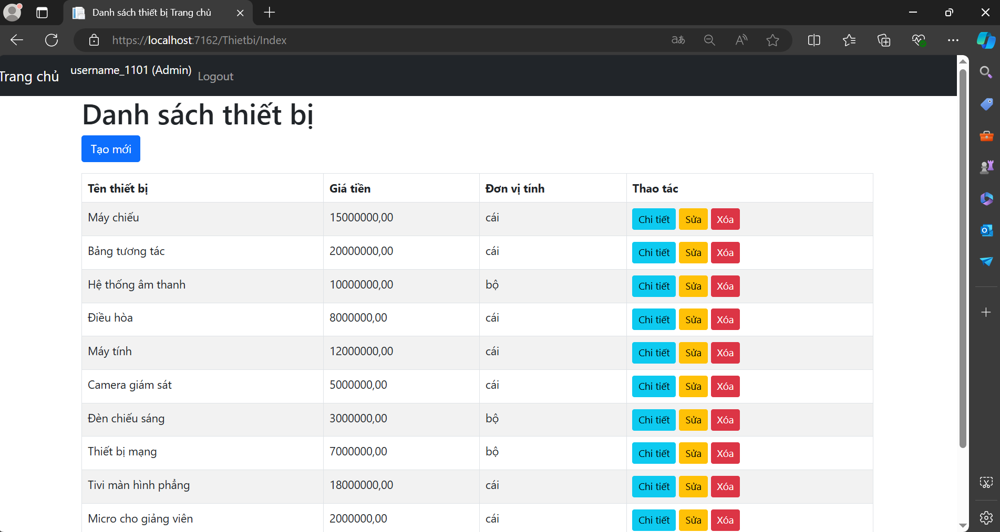 Danh sách thiết bị Trang chủ
https://localhost:7162/Thietbi/Index
Trang chủ username_1101 (Admin) Logout
Danh sách thiết bị
Tạo mới
Tên thiết bị Giá tiền Đơn vị tính Thao tác
Máy chiếu 15000000,00 cái Chi tiết Sửa Xóa
Bảng tương tác 20000000,00 cái Chi tiết Sửa Xóa
Hệ thống âm thanh 10000000,00 bộ Chi tiết Sửa Xóa
Điều hòa 8000000,00 cái Chi tiết Sửa Xóa
Máy tính 12000000,00 cái Chi tiết Sửa Xóa
Camera giám sát 5000000,00 cái Chi tiết Sửa Xóa
Đèn chiếu sáng 3000000,00 bộ Chi tiết Sửa Xóa
Thiết bị mạng 7000000,00 bộ Chi tiết Sửa Xóa
Tivi màn hình phẳng 18000000,00 cái Chi tiết Sửa Xóa
Micro cho giảng viên 2000000,00 cái Chi tiết Sửa Xóa